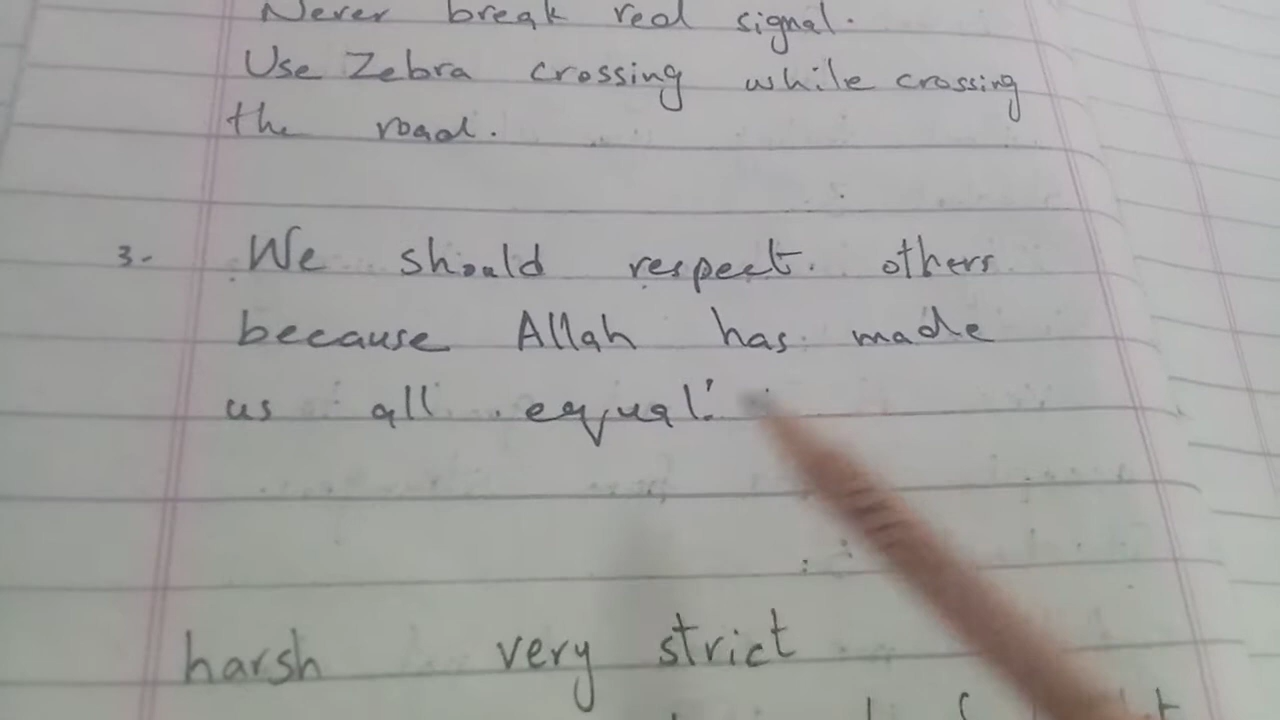 Never break red signal.
Use Zebra crossing while crossing
the road.
3- We should respect others
because Allah has made
us all equal.
harsh very strict